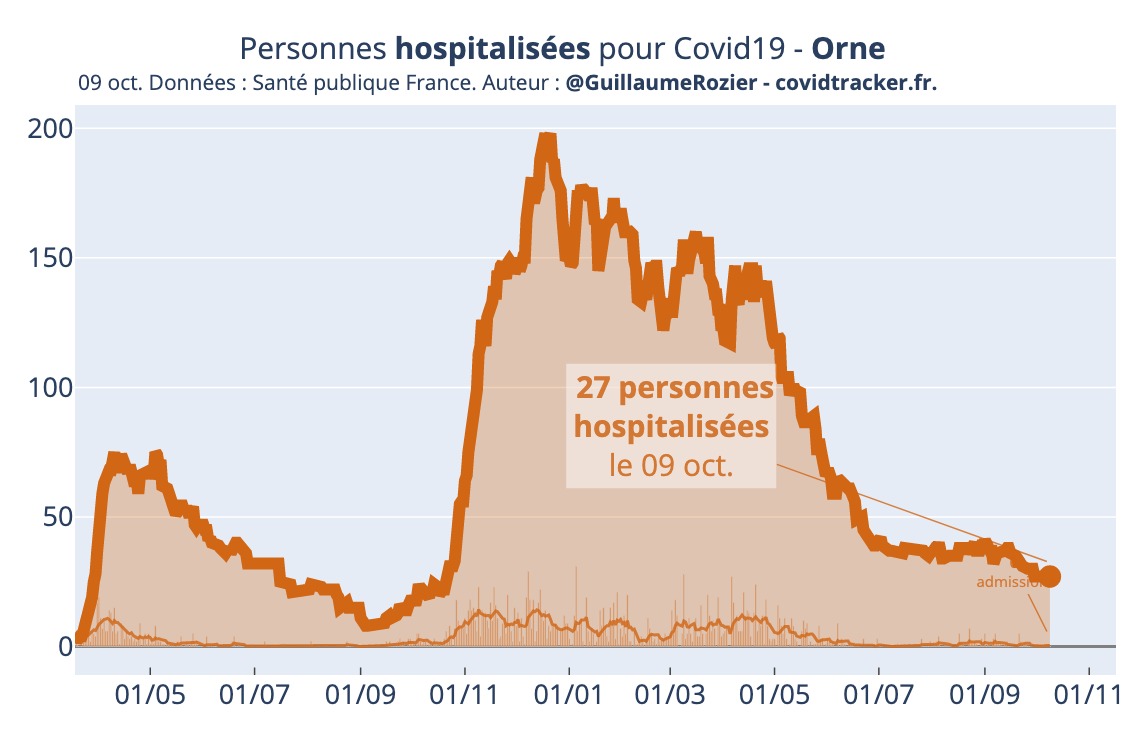 Personnes hospitalisées pour Covid19 - Orne
09 oct. Données : Santé publique France. Auteur : @GuillaumeRozier - covidtracker.fr.
200
150
100
50
0
27 personnes
hospitalisées
le 09 oct.
01/05 01/07 01/09 01/11 01/01 01/03 01/05 01/07 01/09 01/11